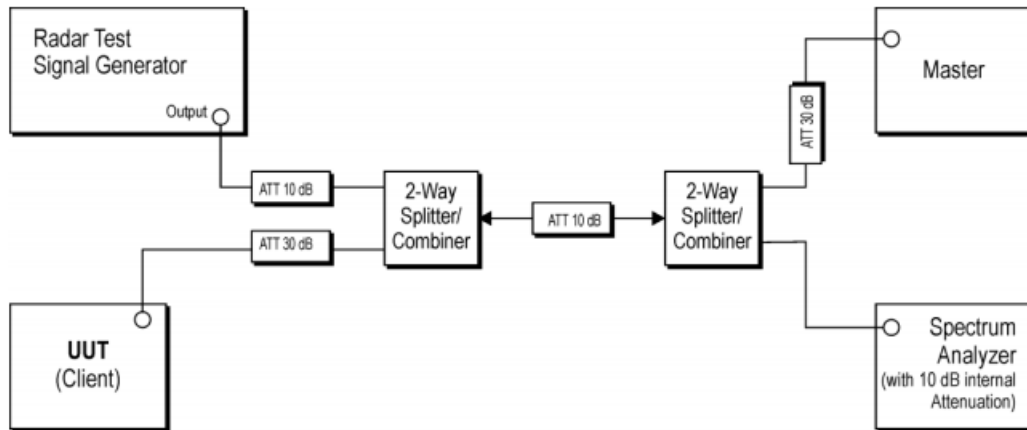 Radar Test
Signal Generator
Output
ATT 10 dB
ATT 30 dB
UUT
(Client)
2-Way
Splitter/
Combiner
ATT 10 dB
2-Way
Splitter/
Combiner
ATT 30 dB
Master
Spectrum
Analyzer
(with 10 dB internal
Attenuation)